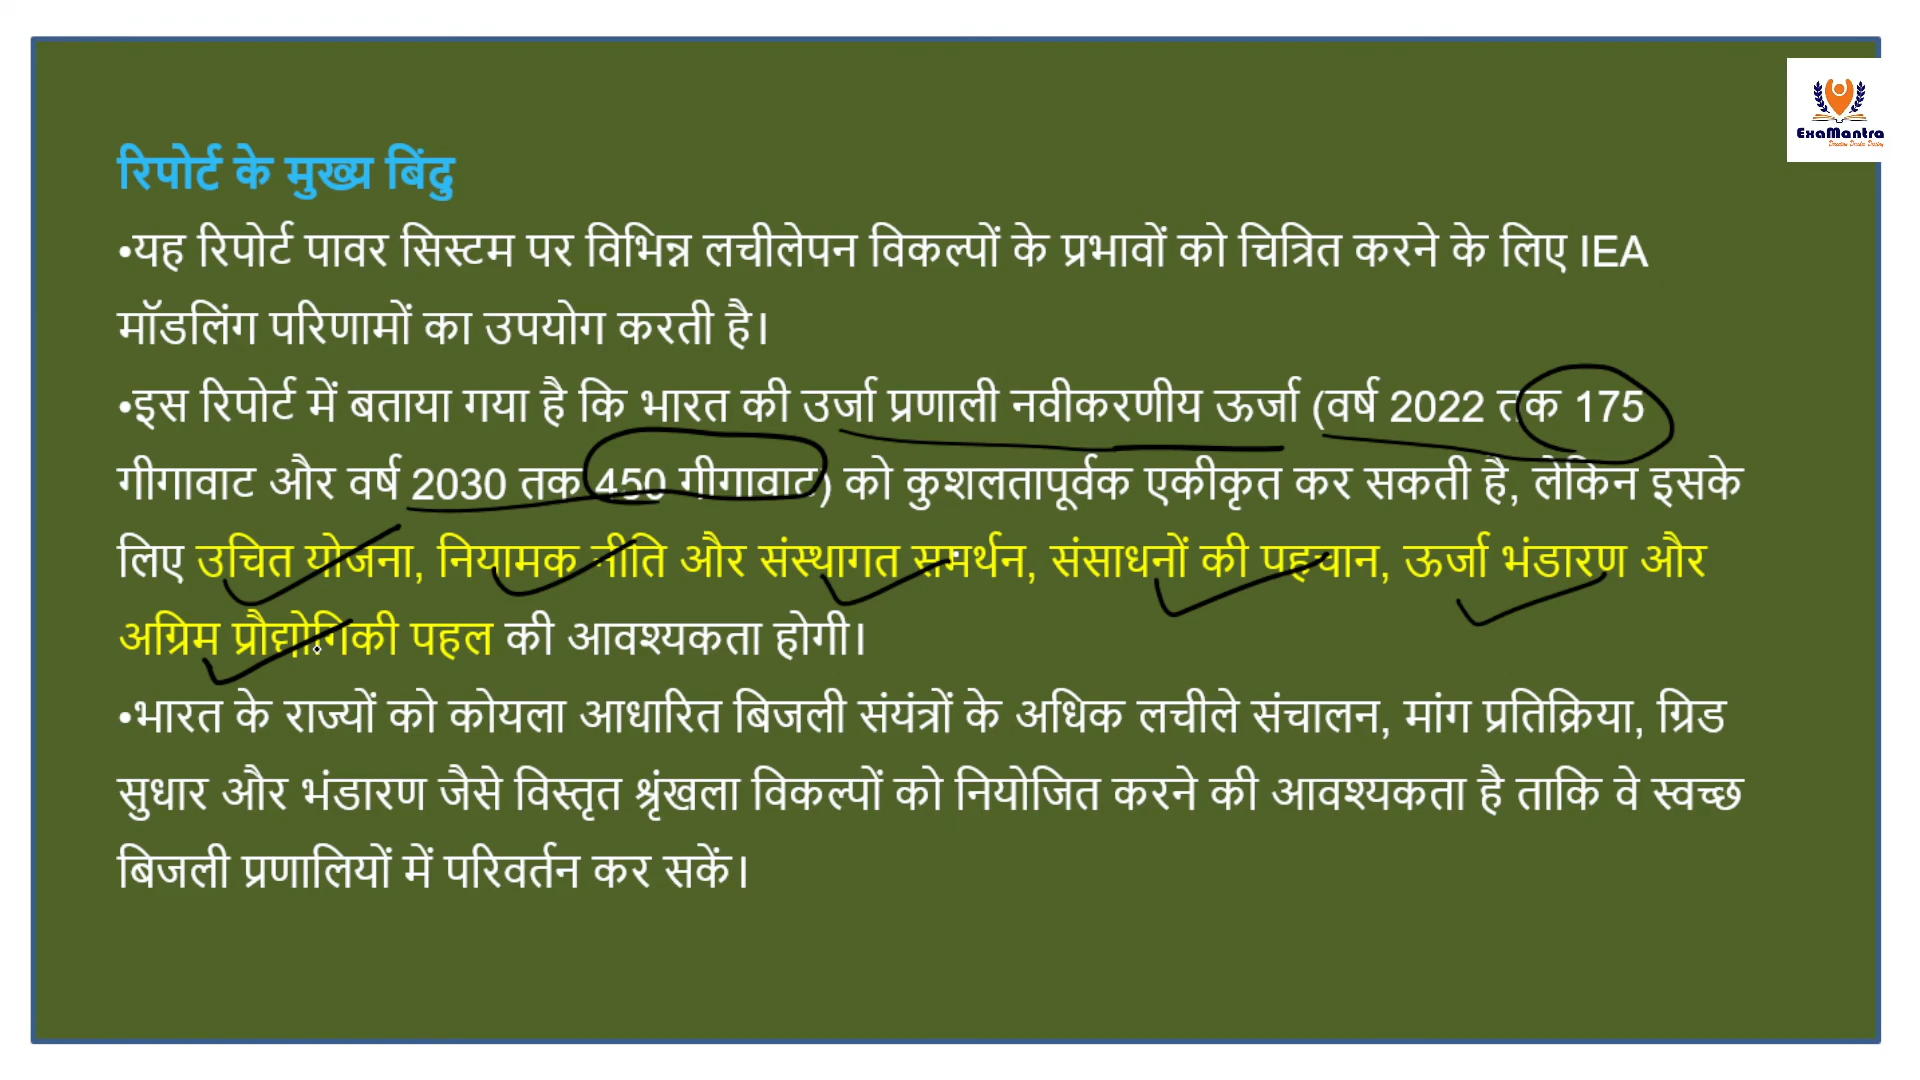 ExaMantra
रिपोर्ट के मुख्य बिंदु
•यह रिपोर्ट पावर सिस्टम पर विभिन्न लचीलेपन विकल्पों के प्रभावों को चित्रित करने के लिए IEA
मॉडलिंग परिणामों का उपयोग करती है।
•इस रिपोर्ट में बताया गया है कि भारत की उर्जा प्रणाली नवीकरणीय ऊर्जा (वर्ष 2022 तक 175
गीगावाट और वर्ष 2030 तक 450 गीगावाट) को कुशलतापूर्वक एकीकृत कर सकती है, लेकिन इसके
लिए उचित योजना, नियामक नीति और संस्थागत समर्थन, संसाधनों की पहचान, ऊर्जा भंडारण और
अग्रिम प्रौद्योगिकी पहल की आवश्यकता होगी।
•भारत के राज्यों को कोयला आधारित बिजली संयंत्रों के अधिक लचीले संचालन, मांग प्रतिक्रिया, ग्रिड
सुधार और भंडारण जैसे विस्तृत श्रृंखला विकल्पों को नियोजित करने की आवश्यकता है ताकि वे स्वच्छ
बिजली प्रणालियों में परिवर्तन कर सकें।